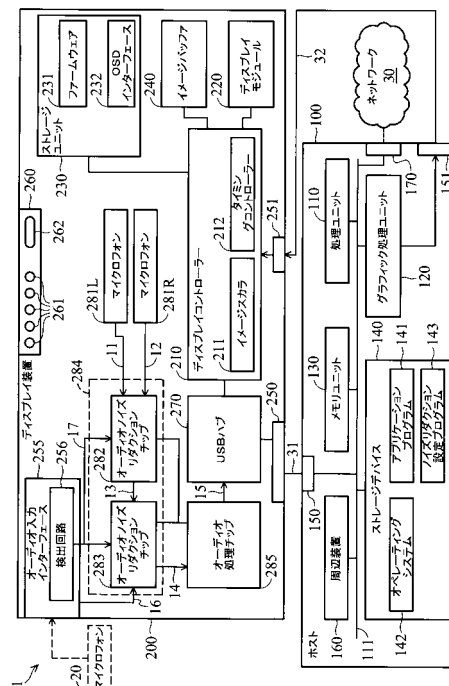 1
20
マイクロフォン
ディスプレイ装置
200
255
オーディオ入力
インターフェース
256
検出回路
17
284
282
オーディオノイズ
リダクション
チップ
283
オーディオノイズ
リダクション
チップ
13
16
14
11
12
マイクロフォン
281L
マイクロフォン
281R
285
オーディオ
処理チップ
15
270
USBハブ
250
31
260
261
262
210
ディスプレイコントローラー
211
イメージスカラ
212
タイミン
グコントローラー
251
230
ストレージ
ユニット
231
ファームウェア
232
OSD
インターフェース
240
イメージバッファ
220
ディスプレイ
モジュール
32
ホスト
100
150
160
周辺装置
111
130
メモリユニット
110
処理ユニット
120
グラフィック処理ユニット
140
ストレージデバイス
142
オペレーティング
システム
141
アプリケーション
プログラム
143
ノイズリダクション
設定プログラム
170
151
ネットワーク
30